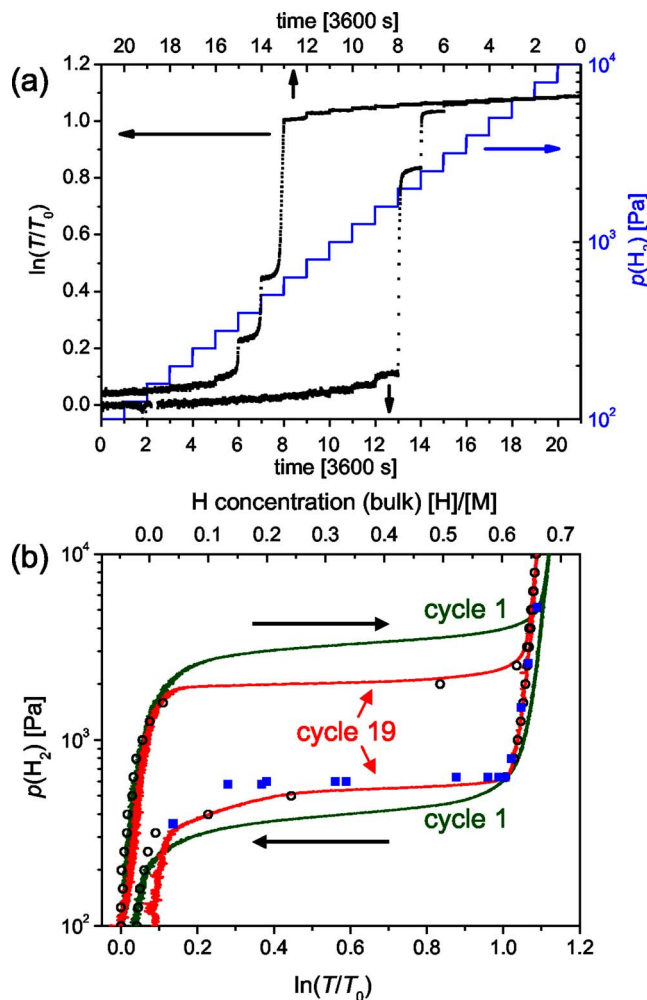 time [3600 s]
20 18 16 14 12 10 8 6 4 2 0
(a)
1.2
1.0
0.8
0.6
0.4
0.2
0.0
ln(T/T₀)
10⁴
10³
10²
p(H₂) [Pa]
0 2 4 6 8 10 12 14 16 18 20
time [3600 s]
H concentration (bulk) [H]/[M]
(b)
0.0 0.1 0.2 0.3 0.4 0.5 0.6 0.7
10⁴
10³
10²
p(H₂) [Pa]
cycle 1
cycle 19
cycle 1
0.0 0.2 0.4 0.6 0.8 1.0 1.2
ln(T/T₀)